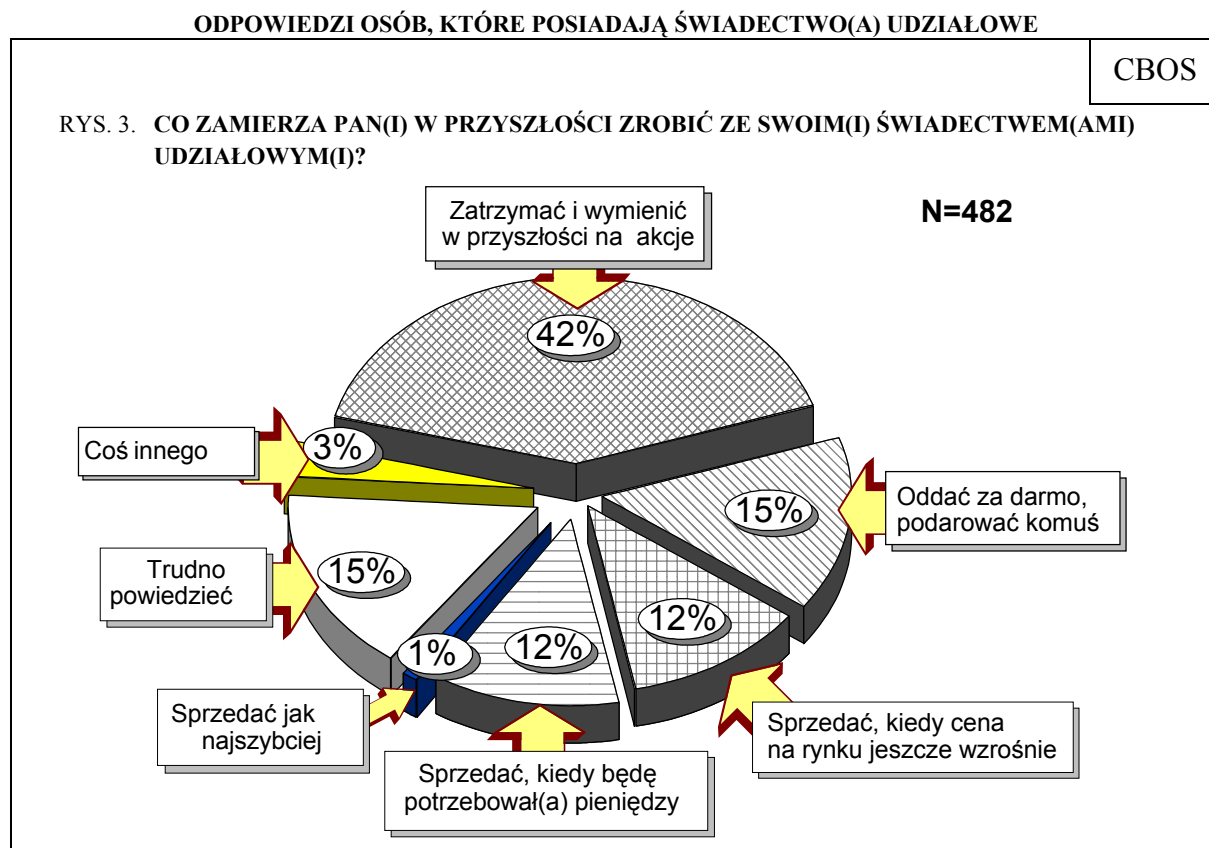 ODPOWIEDZI OSÓB, KTÓRE POSIADAJĄ ŚWIADECTWO(A) UDZIAŁOWE
CBOS
RYS. 3. CO ZAMIERZA PAN(I) W PRZYSZŁOŚCI ZROBIĆ ZE SWOIM(I) ŚWIADECTWEM(AMI)
UDZIAŁOWYM(I)?
N=482
Zatrzymać i wymienić
w przyszłości na akcje
42%
Coś innego
3%
15%
Oddać za darmo,
podarować komuś
Trudno
powiedzieć
15%
1%
12%
12%
Sprzedać jak
najszybciej
Sprzedać, kiedy będę
potrzebował(a) pieniędzy
Sprzedać, kiedy cena
na rynku jeszcze wzrośnie